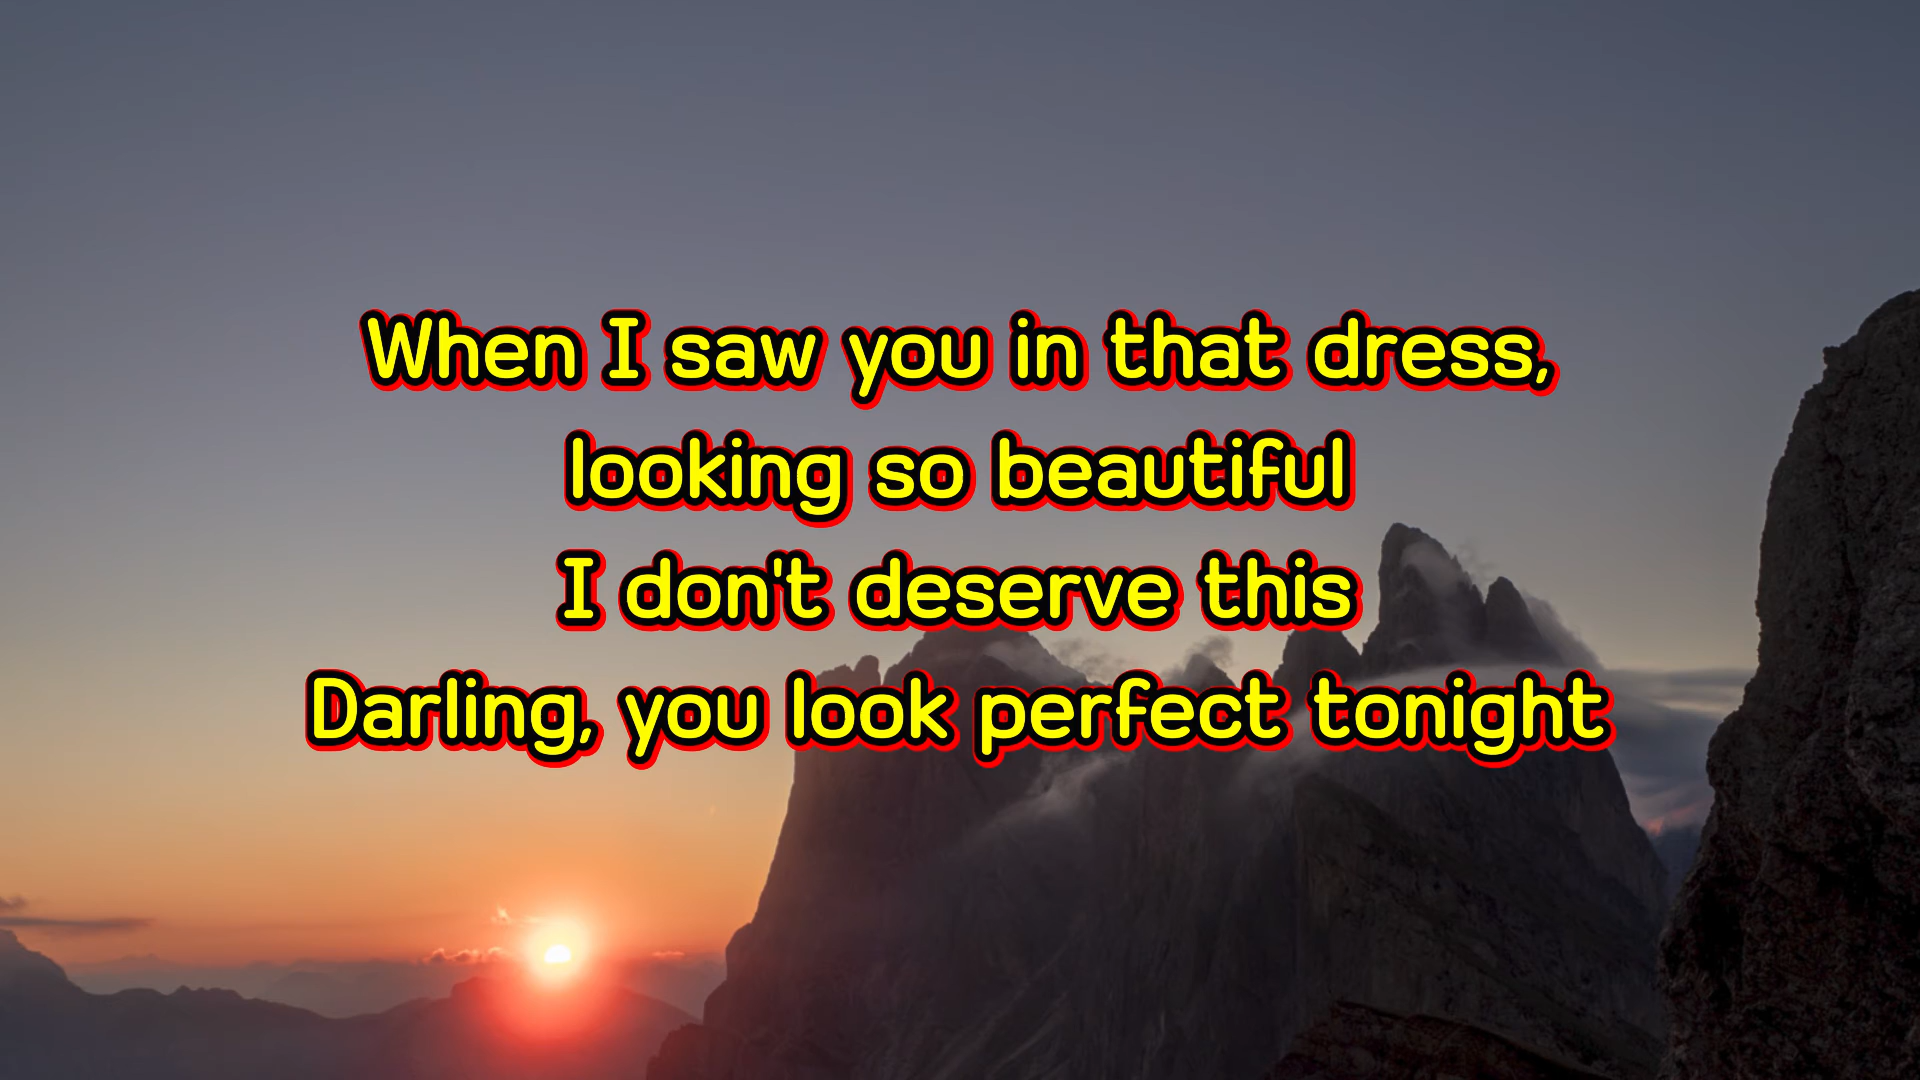 When I saw you in that dress,
looking so beautiful
I don't deserve this
Darling, you look perfect tonight